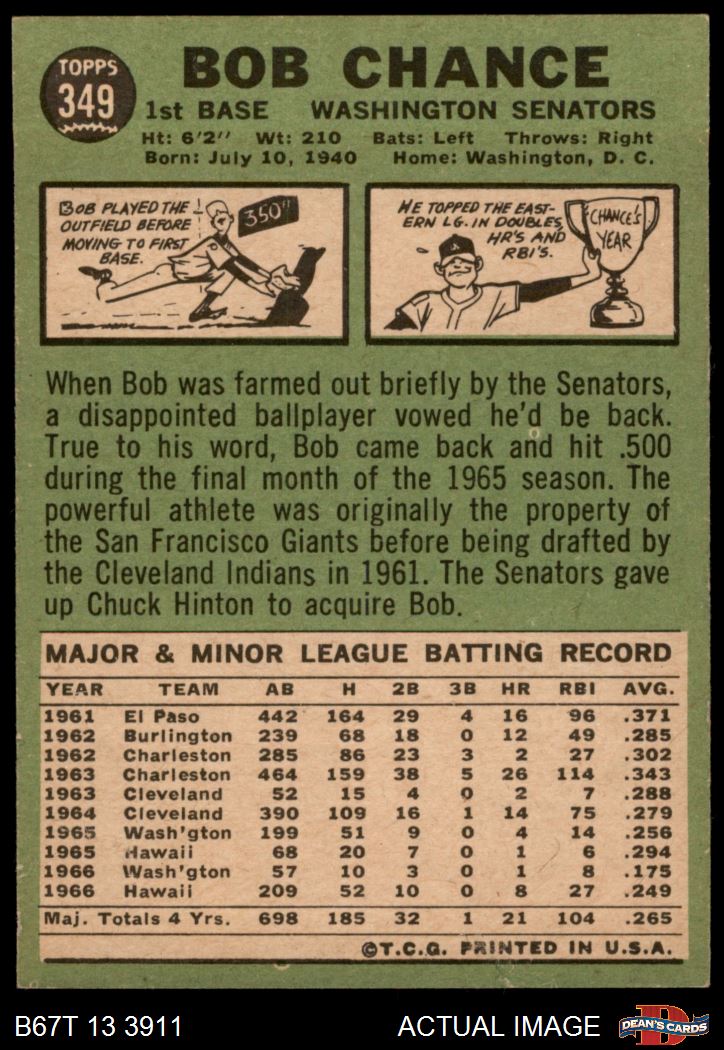 TOPPS
349
BOB CHANCE
1st BASE WASHINGTON SENATORS
Ht: 6'2" Wt: 210 Bats: Left Throws: Right
Born: July 10, 1940 Home: Washington, D. C.
BOB PLAYED THE
OUTFIELD BEFORE
MOVING TO FIRST
BASE.
350"
HE TOPPED THE EAST-
ERN LG. IN DOUBLES,
HR'S AND
RBI'S.
CHANCE'S
YEAR
When Bob was farmed out briefly by the Senators,
a disappointed ballplayer vowed he'd be back.
True to his word, Bob came back and hit .500
during the final month of the 1965 season. The
powerful athlete was originally the property of
the San Francisco Giants before being drafted by
the Cleveland Indians in 1961. The Senators gave
up Chuck Hinton to acquire Bob.
MAJOR & MINOR LEAGUE BATTING RECORD
YEAR TEAM AB H 2B 3B HR RBI AVG.
1961 El Paso 442 164 29 4 16 96 .371
1962 Burlington 239 68 18 0 12 49 .285
1962 Charleston 285 86 23 3 2 27 .302
1963 Charleston 464 159 38 5 26 114 .343
1963 Cleveland 52 15 4 0 2 7 .288
1964 Cleveland 390 109 16 1 14 75 .279
1965 Wash'gton 199 51 9 0 4 14 .256
1965 Hawaii 68 20 7 0 1 6 .294
1966 Wash'gton 57 10 3 0 1 8 .175
1966 Hawaii 209 52 10 0 8 27 .249
Maj. Totals 4 Yrs. 698 185 32 1 21 104 .265
©T.C.G. PRINTED IN U.S.A.
B67T 13 3911 ACTUAL IMAGE
D
DEAN'S CARDS